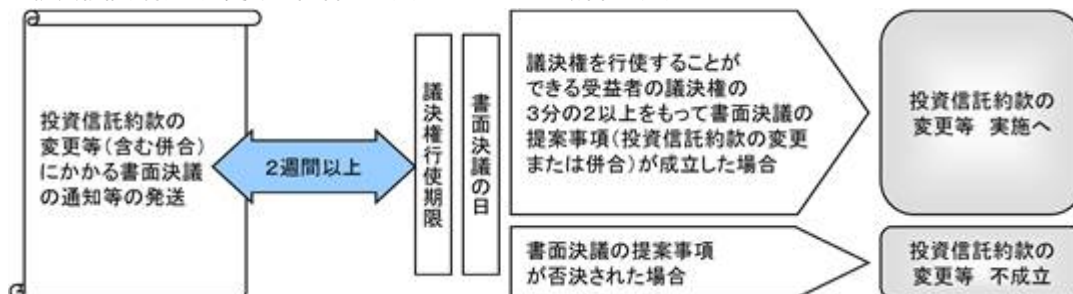 投資信託約款の
変更等(含む併合)
にかかる書面決議
の通知等の発送
2週間以上
議決権行使期限
書面決議の日
議決権を行使することが
できる受益者の議決権の
3分の2以上をもって書面決議の
提案事項(投資信託約款の変更
または併合)が成立した場合
投資信託約款の
変更等 実施へ
書面決議の提案事項
が否決された場合
投資信託約款の
変更等 不成立